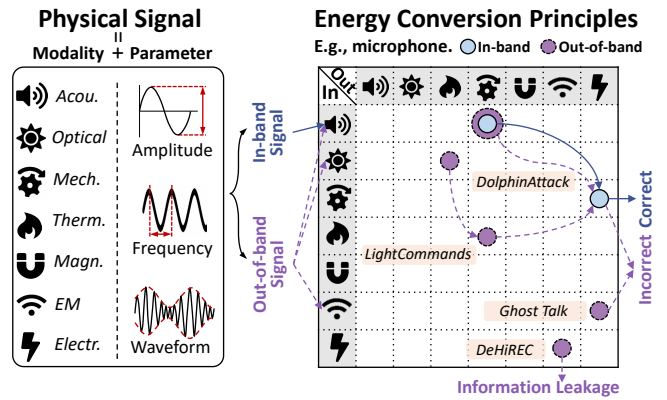 Physical Signal
=
Modality + Parameter
Acou.
Optical
Mech.
Therm.
Magn.
EM
Electr.
Amplitude
Frequency
Waveform
In-band
Signal
Out-of-band
Signal
Energy Conversion Principles
E.g., microphone. In-band Out-of-band
Out
In
DolphinAttack
LightCommands
Ghost Talk
DeHiREC
Correct
Incorrect
Information Leakage